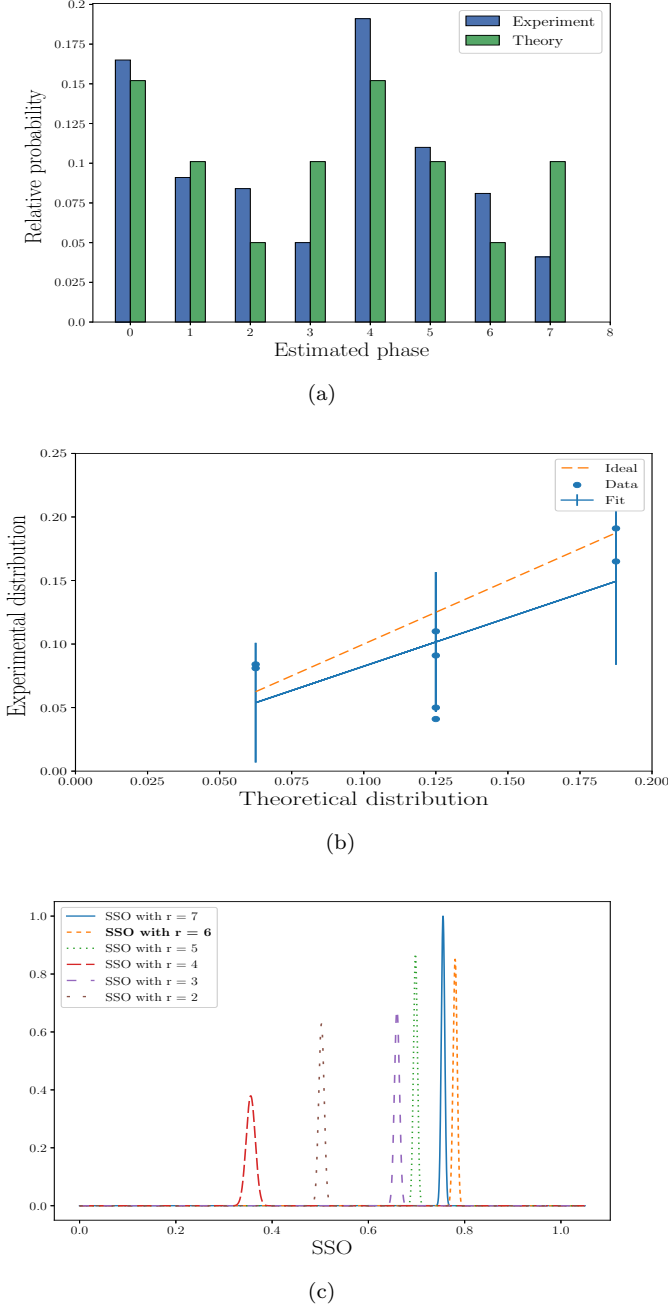 0.2
0.175
0.15
0.125
0.1
0.075
0.05
0.025
0.0
Relative probability
Experiment
Theory
0 1 2 3 4 5 6 7 8
Estimated phase
(a)
0.25
0.20
0.15
0.10
0.05
0.00
Experimental distribution
Ideal
Data
Fit
0.000 0.025 0.050 0.075 0.100 0.125 0.150 0.175 0.200
Theoretical distribution
(b)
1.0
0.8
0.6
0.4
0.2
0.0
SSO with r = 7
SSO with r = 6
SSO with r = 5
SSO with r = 4
SSO with r = 3
SSO with r = 2
0.0 0.2 0.4 0.6 0.8 1.0
SSO
(c)